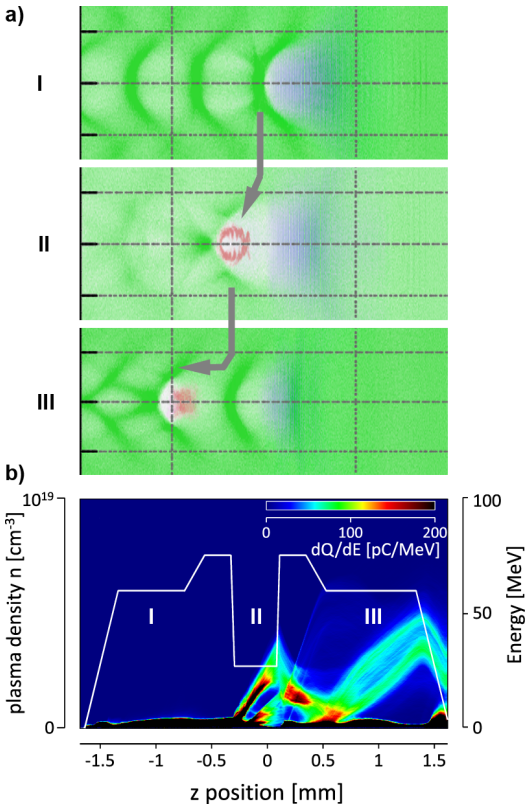 a)
I
II
III
b)
10¹⁹
100
0 100 200
dQ/dE [pC/MeV]
plasma density n [cm⁻³]
I II III
50
Energy [MeV]
0
0
-1.5 -1 -0.5 0 0.5 1 1.5
z position [mm]